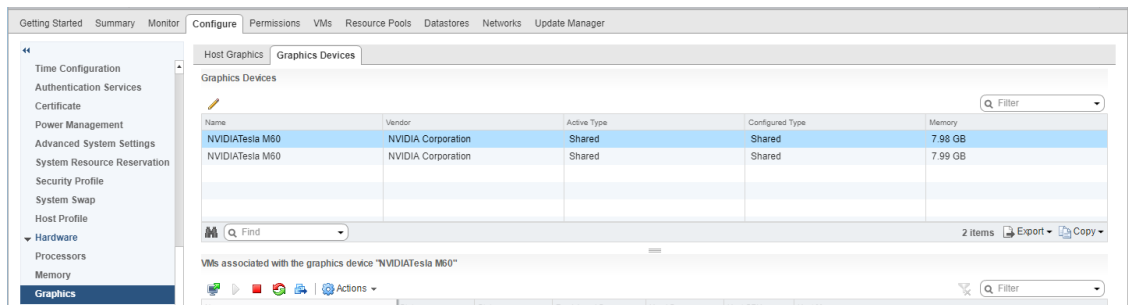 Getting Started Summary Monitor Configure Permissions VMs Resource Pools Datastores Networks Update Manager
Time Configuration
Authentication Services
Certificate
Power Management
Advanced System Settings
System Resource Reservation
Security Profile
System Swap
Host Profile
Hardware
Processors
Memory
Graphics
Host Graphics Graphics Devices
Graphics Devices
Filter
Name Vendor Active Type Configured Type Memory
NVIDIATesla M60 NVIDIA Corporation Shared Shared 7.98 GB
NVIDIATesla M60 NVIDIA Corporation Shared Shared 7.99 GB
Find 2 items Export Copy
VMs associated with the graphics device "NVIDIATesla M60"
Actions Filter